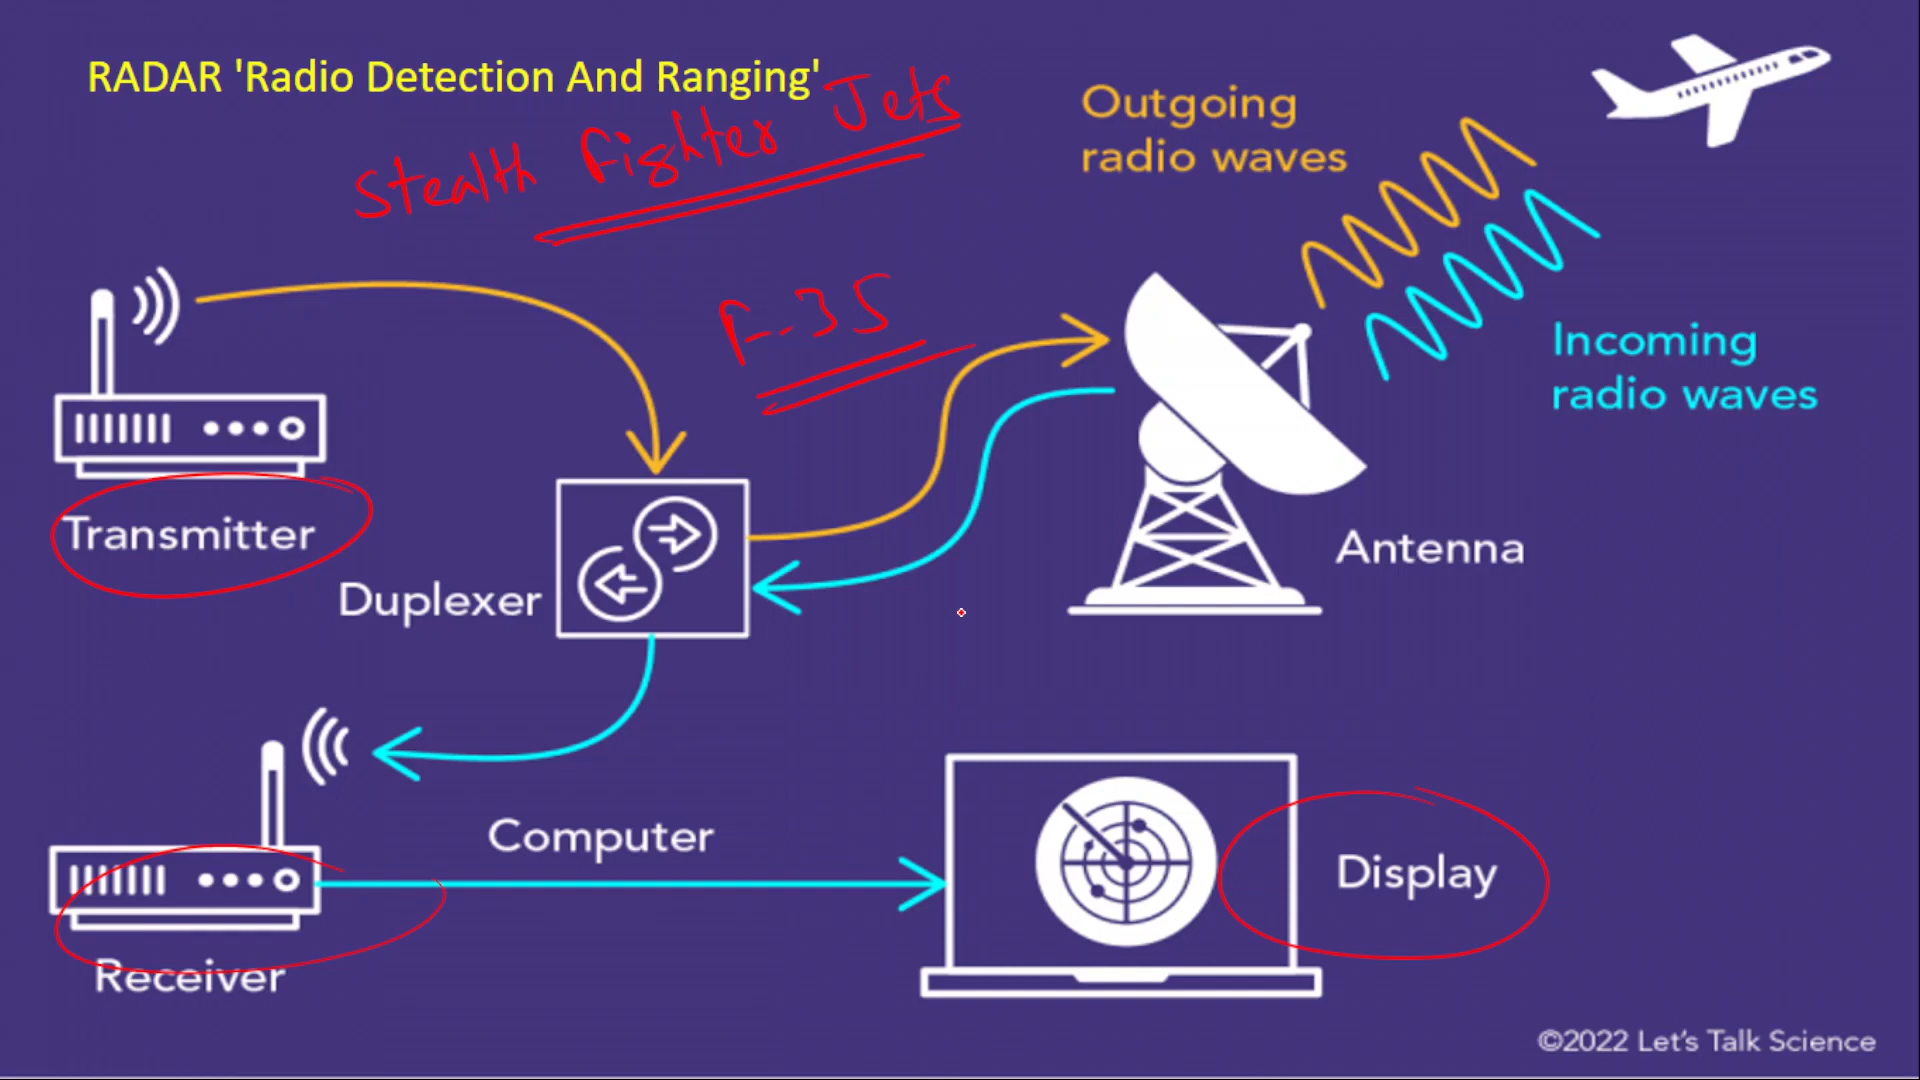 RADAR 'Radio Detection And Ranging'
Stealth Fighter Jets
Outgoing
radio waves
F-35
Incoming
radio waves
Transmitter
Duplexer
Antenna
Computer
Display
Receiver
©2022 Let's Talk Science